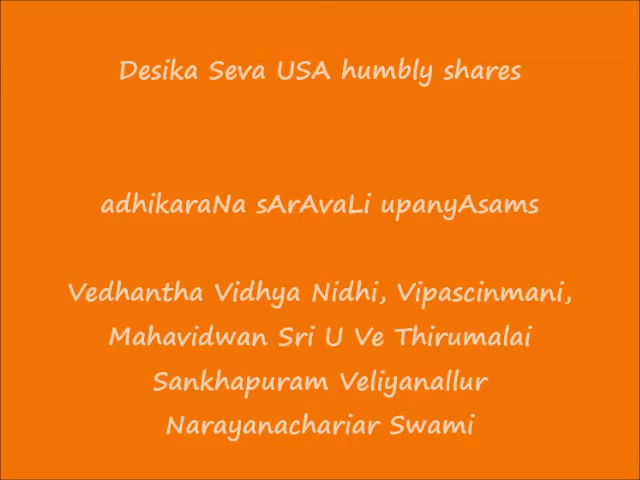 Desika Seva USA humbly shares
adhikaraNa sArAvaLi upanyAsams
Vedhantha Vidhya Nidhi, Vipascinmani,
Mahavidwan Sri U Ve Thirumalai
Sankhapuram Veliyanallur
Narayanachariar Swami